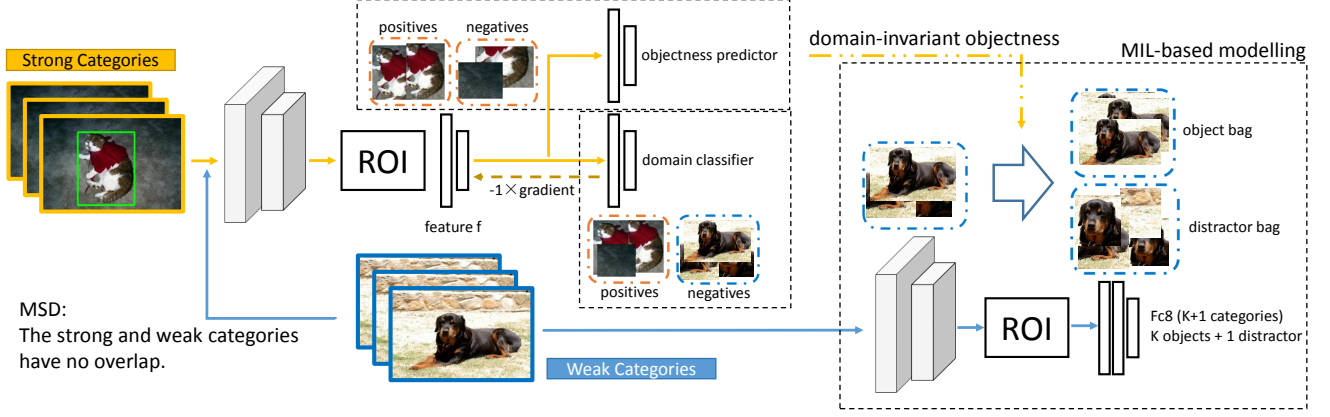 Strong Categories
positives
negatives
objectness predictor
domain-invariant objectness
MIL-based modelling
object bag
ROI
domain classifier
-1×gradient
feature f
distractor bag
positives
negatives
MSD:
The strong and weak categories
have no overlap.
Weak Categories
ROI
Fc8 (K+1 categories)
K objects + 1 distractor